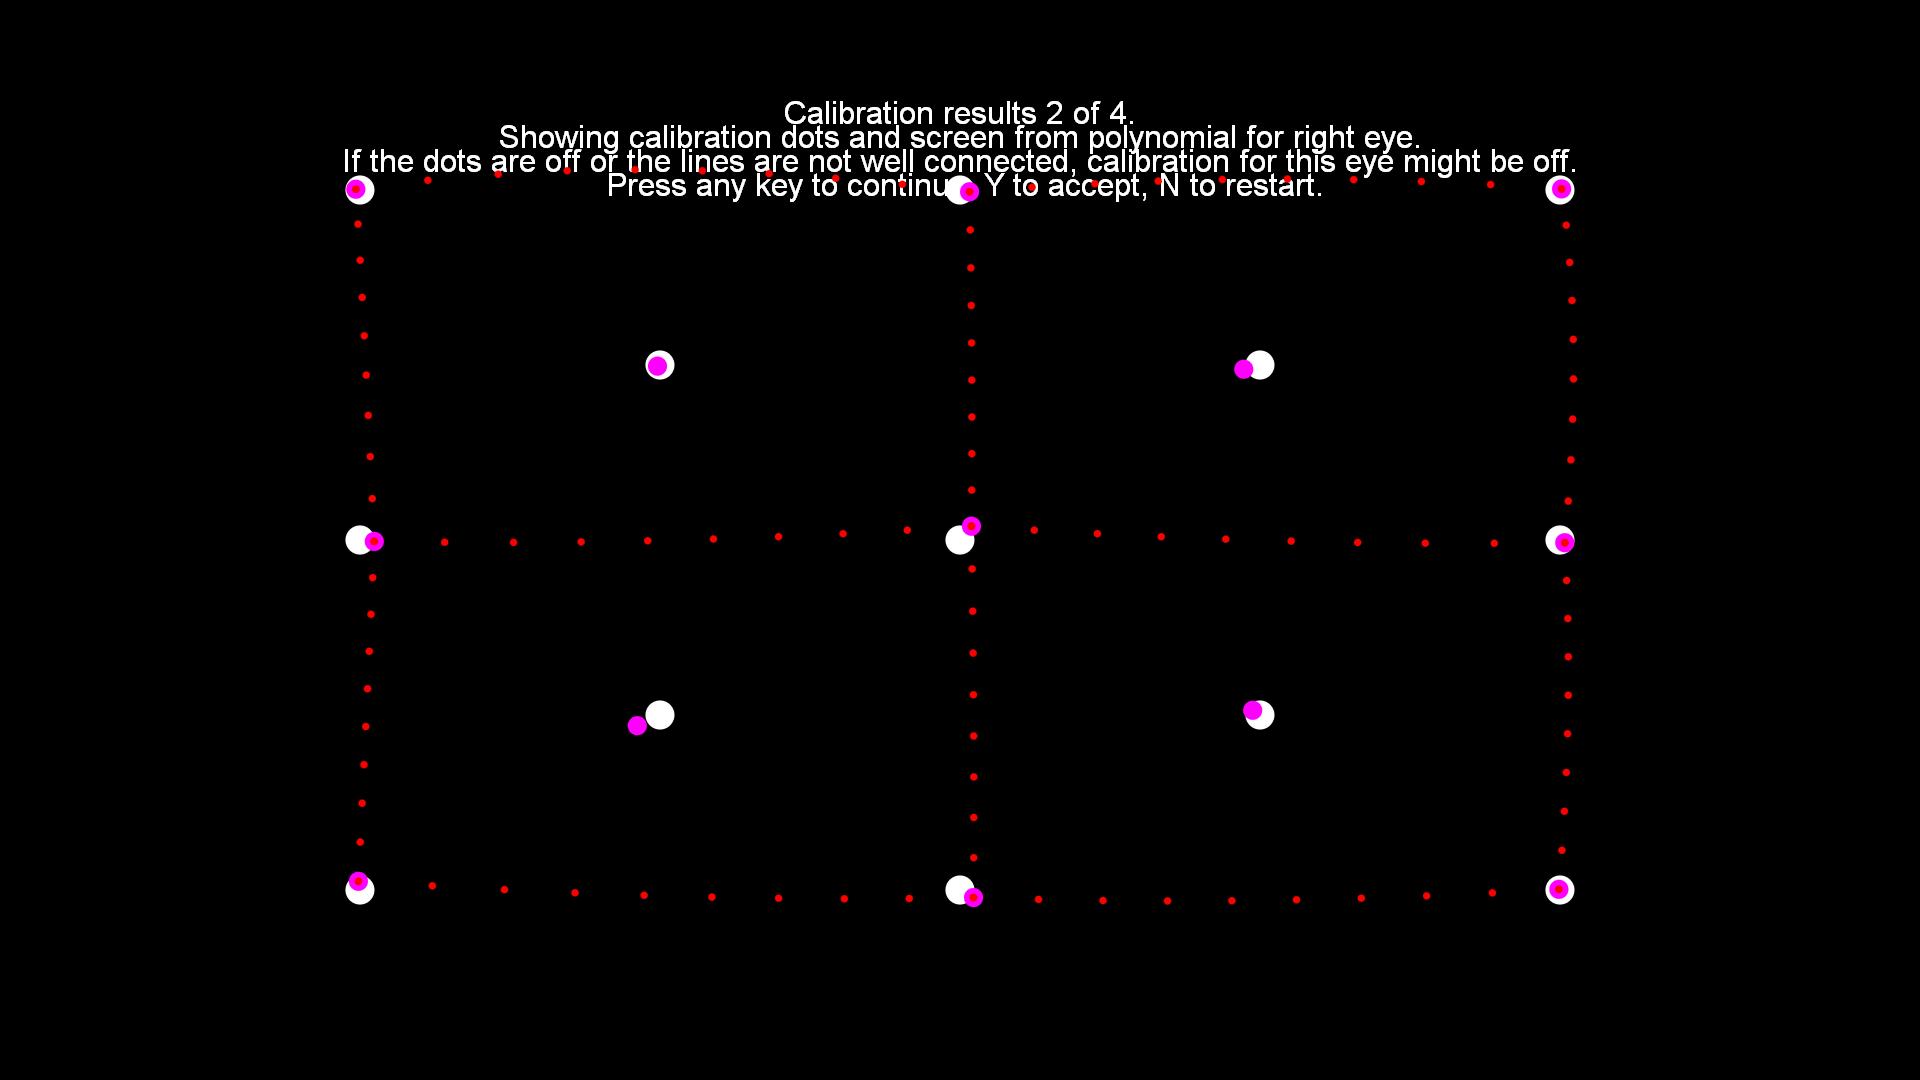 Calibration results 2 of 4.
Showing calibration dots and screen from polynomial for right eye.
If the dots are off or the lines are not well connected, calibration for this eye might be off.
Press any key to continue, Y to accept, N to restart.